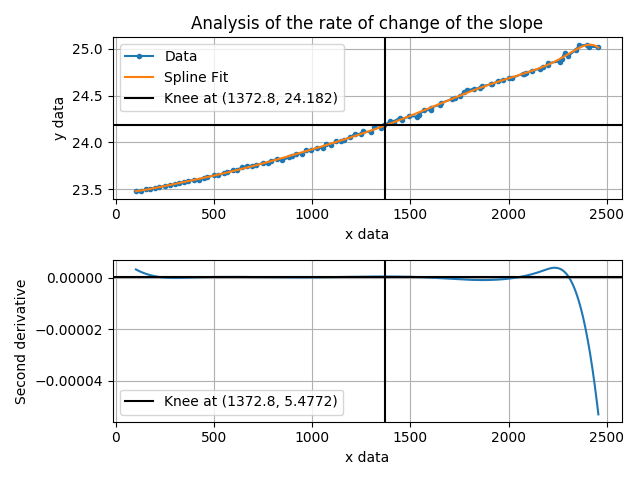 Analysis of the rate of change of the slope
25.0
24.5
24.0
23.5
y data
Data
Spline Fit
Knee at (1372.8, 24.182)
0
500
1000
1500
2000
2500
x data
0.00000
−0.00002
−0.00004
Second derivative
Knee at (1372.8, 5.4772)
0
500
1000
1500
2000
2500
x data